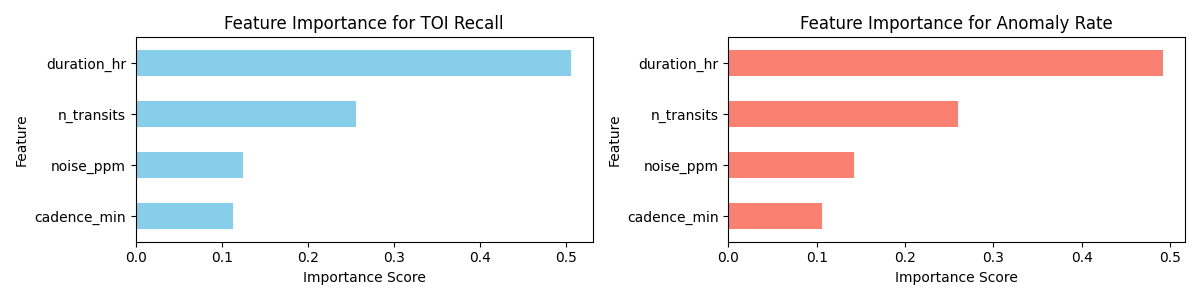 Feature Importance for TOI Recall
Feature
duration_hr
n_transits
noise_ppm
cadence_min
0.0 0.1 0.2 0.3 0.4 0.5
Importance Score
Feature Importance for Anomaly Rate
Feature
duration_hr
n_transits
noise_ppm
cadence_min
0.0 0.1 0.2 0.3 0.4 0.5
Importance Score